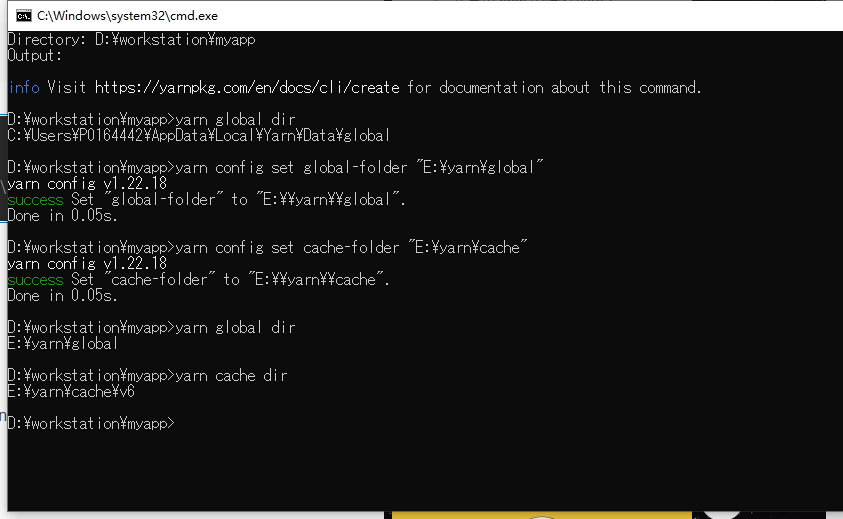 C:\Windows\system32\cmd.exe
Directory: D:¥workstation¥myapp
Output:
info Visit https://yarnpkg.com/en/docs/cli/create for documentation about this command.
D:¥workstation¥myapp>yarn global dir
C:¥Users¥P0164442¥AppData¥Local¥Yarn¥Data¥global
D:¥workstation¥myapp>yarn config set global-folder "E:¥yarn¥global"
yarn config v1.22.18
success Set "global-folder" to "E:¥¥yarn¥¥global".
Done in 0.05s.
D:¥workstation¥myapp>yarn config set cache-folder "E:¥yarn¥cache"
yarn config v1.22.18
success Set "cache-folder" to "E:¥¥yarn¥¥cache".
Done in 0.05s.
D:¥workstation¥myapp>yarn global dir
E:¥yarn¥global
D:¥workstation¥myapp>yarn cache dir
E:¥yarn¥cache¥v6
D:¥workstation¥myapp>